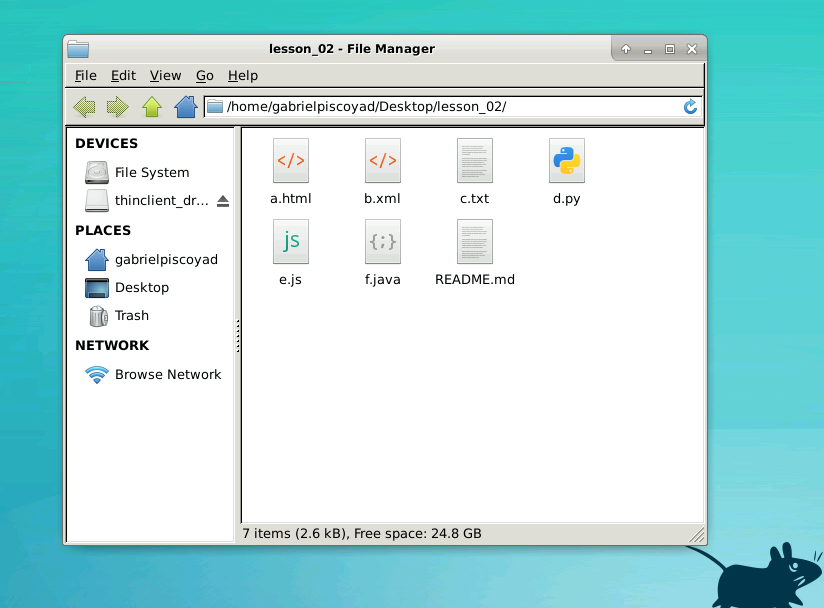 lesson_02 - File Manager
File Edit View Go Help
/home/gabrielpiscoyad/Desktop/lesson_02/
DEVICES
File System
thinclient_dr...
PLACES
gabrielpiscoyad
Desktop
Trash
NETWORK
Browse Network
</> </>
a.html b.xml c.txt d.py
js {;}
e.js f.java README.md
7 items (2.6 kB), Free space: 24.8 GB